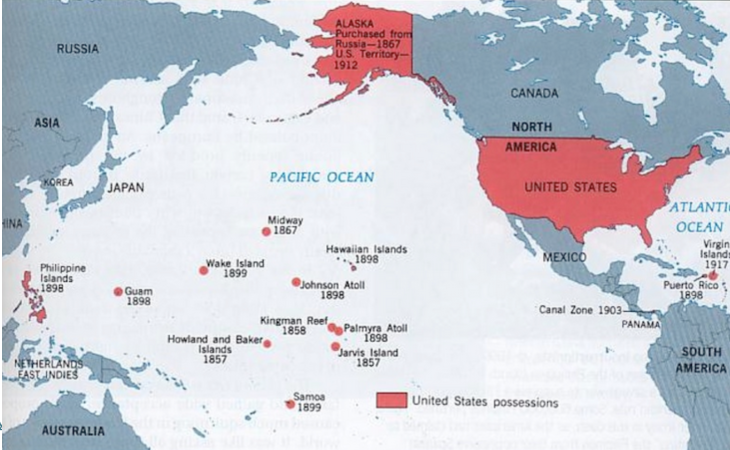 ALASKA
Purchased from
Russia—1867
U.S. Territory—
1912
RUSSIA
CANADA
ASIA
NORTH
AMERICA
PACIFIC OCEAN
KOREA
JAPAN
UNITED STATES
ATLANTI
OCEAN
HINA
Midway
1867
Hawaiian Islands
1898
MEXICO
Virgin
Islands
1917
Wake Island
1899
Philippine
Islands
1898
Guam
1898
Johnson Atoll
1898
Puerto Rico
1898
Canal Zone 1903
PANAMA
Kingman Reef
1858
Palmyra Atoll
1898
Howland and Baker
Islands
1857
Jarvis Island
1857
NETHERLANDS
EAST INDIES
SOUTH
AMERICA
Samoa
1899
United States possessions
AUSTRALIA